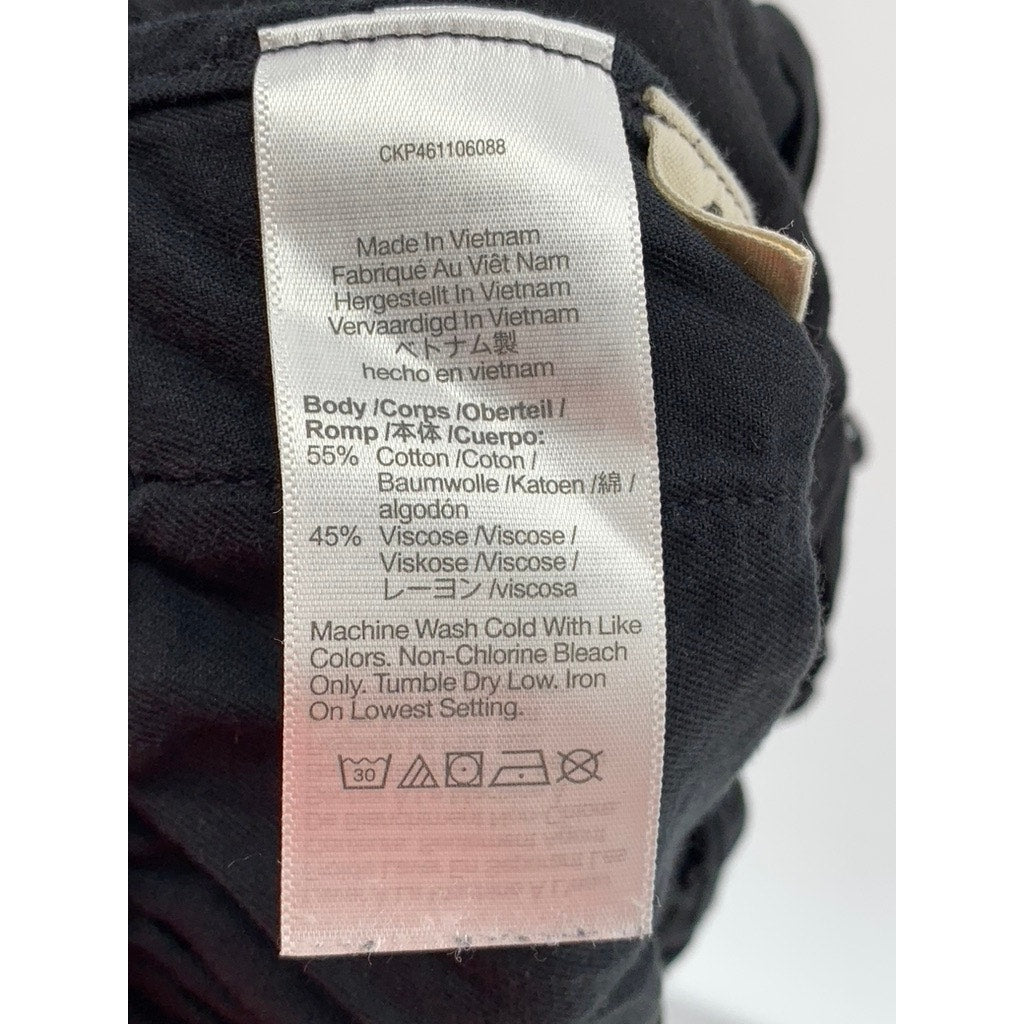 CKP461106088
Made In Vietnam
Fabriqué Au Viêt Nam
Hergestellt In Vietnam
Vervaardigd In Vietnam
ベトナム製
hecho en vietnam
Body /Corps /Oberteil /
Romp /本体 /Cuerpo:
55% Cotton /Coton /
Baumwolle /Katoen /綿 /
algodón
45% Viscose /Viscose /
Viskose /Viscose /
レーヨン /viscosa
Machine Wash Cold With Like
Colors. Non-Chlorine Bleach
Only. Tumble Dry Low. Iron
On Lowest Setting.
30